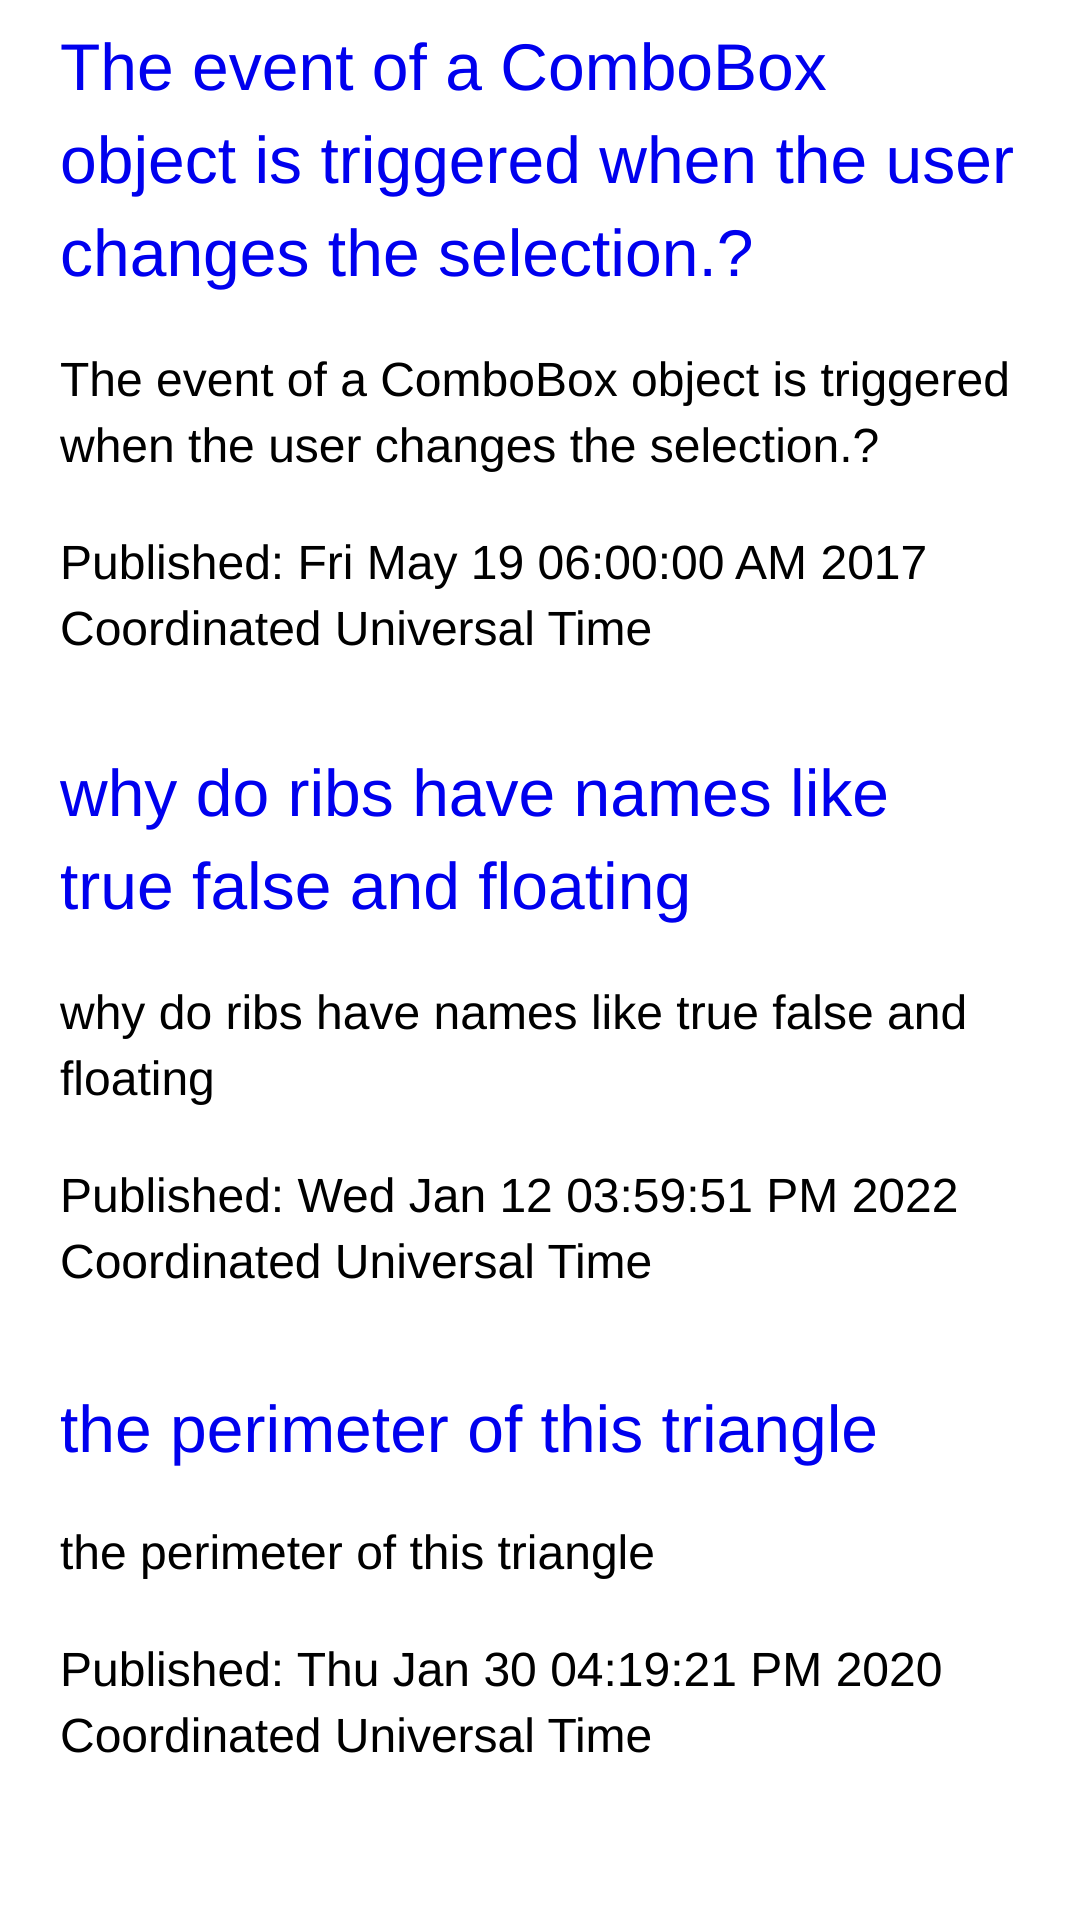 The event of a ComboBox
object is triggered when the user
changes the selection.?
The event of a ComboBox object is triggered
when the user changes the selection.?
Published: Fri May 19 06:00:00 AM 2017
Coordinated Universal Time
why do ribs have names like
true false and floating
why do ribs have names like true false and
floating
Published: Wed Jan 12 03:59:51 PM 2022
Coordinated Universal Time
the perimeter of this triangle
the perimeter of this triangle
Published: Thu Jan 30 04:19:21 PM 2020
Coordinated Universal Time